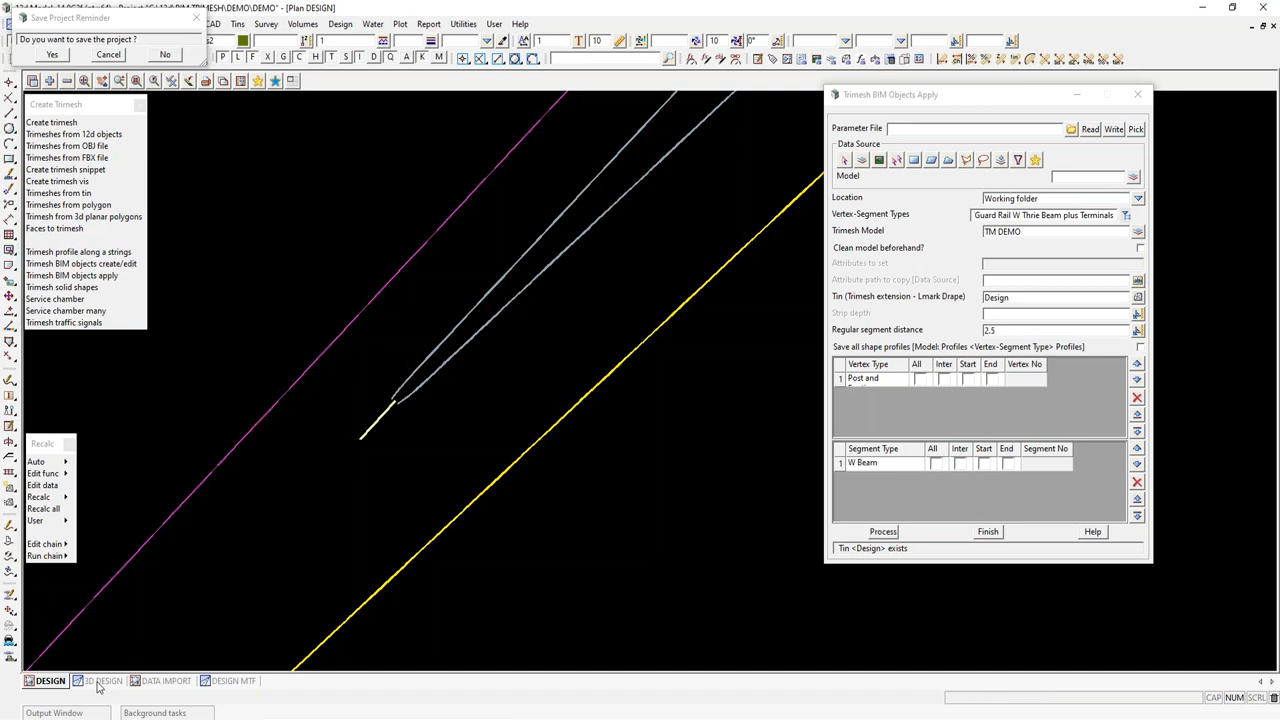 Save Project Reminder
Do you want to save the project ?
Yes
Cancel
No
CAD
Tins
Survey
Volumes
Design
Water
Plot
Report
Utilities
User
Help
1
1
10
10
0°
P
L
F
X
G
C
H
T
S
I
D
Q
A
K
M
Create Trimesh
Create trimesh
Trimeshes from 12d objects
Trimeshes from OBJ file
Trimeshes from FBX file
Create trimesh snippet
Create trimesh vis
Trimeshes from tin
Trimeshes from polygon
Trimesh from 3d planar polygons
Faces to trimesh
Trimesh profile along a strings
Trimesh BIM objects create/edit
Trimesh BIM objects apply
Trimesh solid shapes
Service chamber
Service chamber many
Trimesh traffic signals
Recalc
Auto
Edit func
Edit data
Recalc
Recalc all
User
Edit chain
Run chain
Trimesh BIM Objects Apply
Parameter File
Read
Write
Pick
Data Source
Model
Location
Working folder
Vertex-Segment Types
Guard Rail W Thrie Beam plus Terminals
Trimesh Model
TM DEMO
Clean model beforehand?
Attributes to set
Attribute path to copy [Data Source]
Tin (Trimesh extension - Lmark Drape)
Design
Strip depth
Regular segment distance
2.5
Save all shape profiles [Model: Profiles <Vertex-Segment Type> Profiles]
Vertex Type All Inter Start End Vertex No
1 Post and
Segment Type All Inter Start End Segment No
1 W Beam
Process
Finish
Help
Tin <Design> exists
DESIGN
3D DESIGN
DATA IMPORT
DESIGN MTF
CAP
NUM
SCRL
Output Window
Background tasks